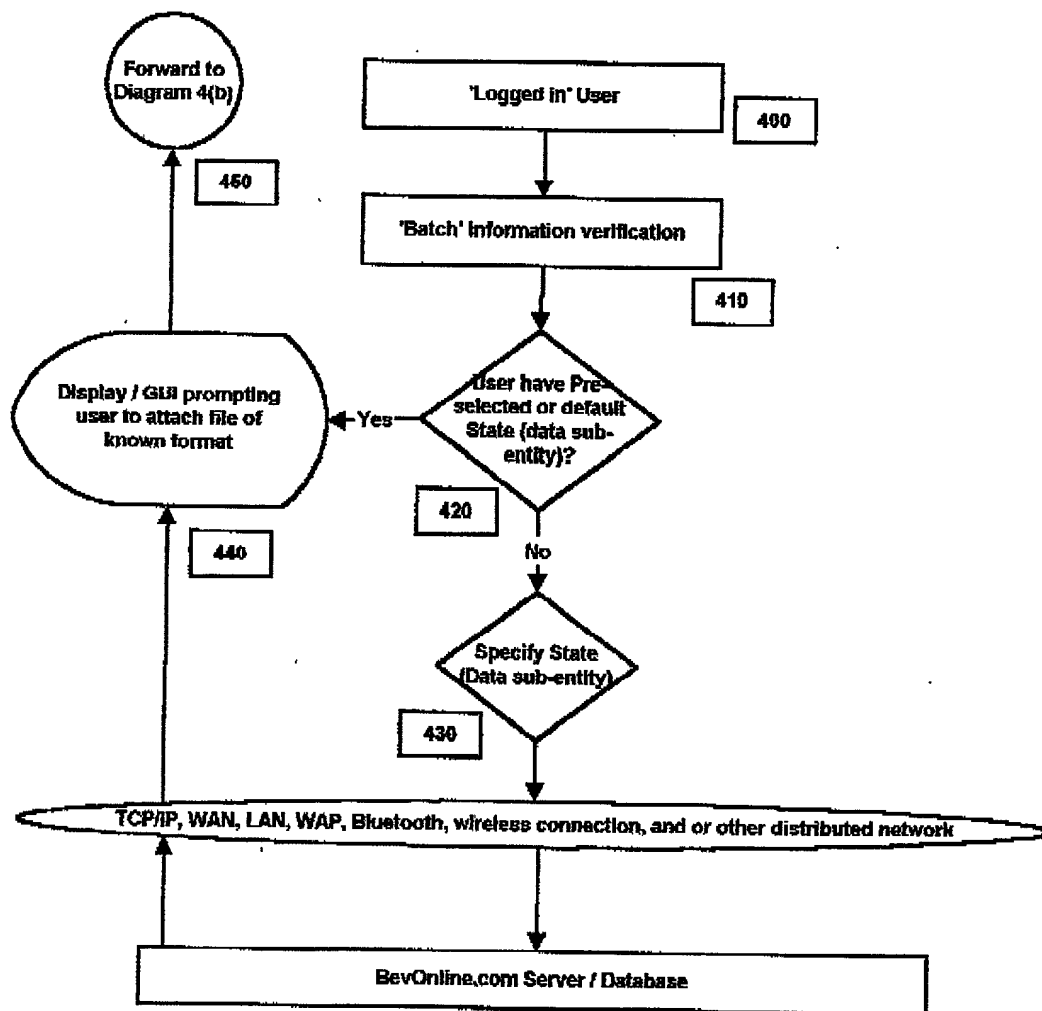 Forward to
Diagram 4(b)
'Logged in' User
400
450
'Batch' information verification
410
Display / GUI prompting
user to attach file of
known format
Yes
User have Pre-
selected or default
State (data sub-
entity)?
420
440
No
Specify State
(Data sub-entity)
430
TCP/IP, WAN, LAN, WAP, Bluetooth, wireless connection, and or other distributed network
BevOnline.com Server / Database